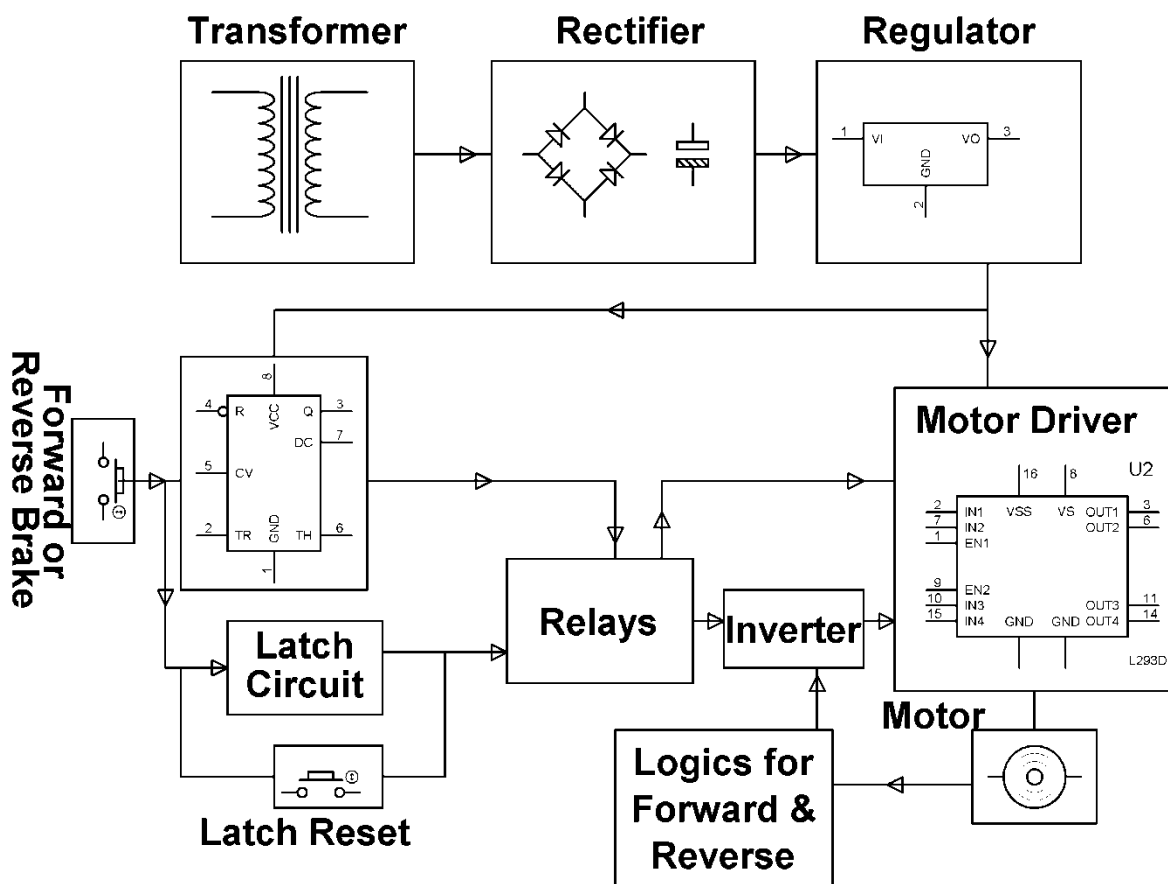 Transformer
Rectifier
Regulator
1
VI
VO
3
GND
2
Forward or
Reverse Brake
8
4
R
VCC
Q
3
DC
7
5
CV
2
TR
GND
TH
6
1
Motor Driver
16
8
U2
2
IN1
VSS
VS
OUT1
3
7
IN2
OUT2
6
1
EN1
9
EN2
10
IN3
OUT3
11
15
IN4
GND
GND
OUT4
14
L293D
Relays
Inverter
Latch
Circuit
Motor
Latch Reset
Logics for
Forward &
Reverse